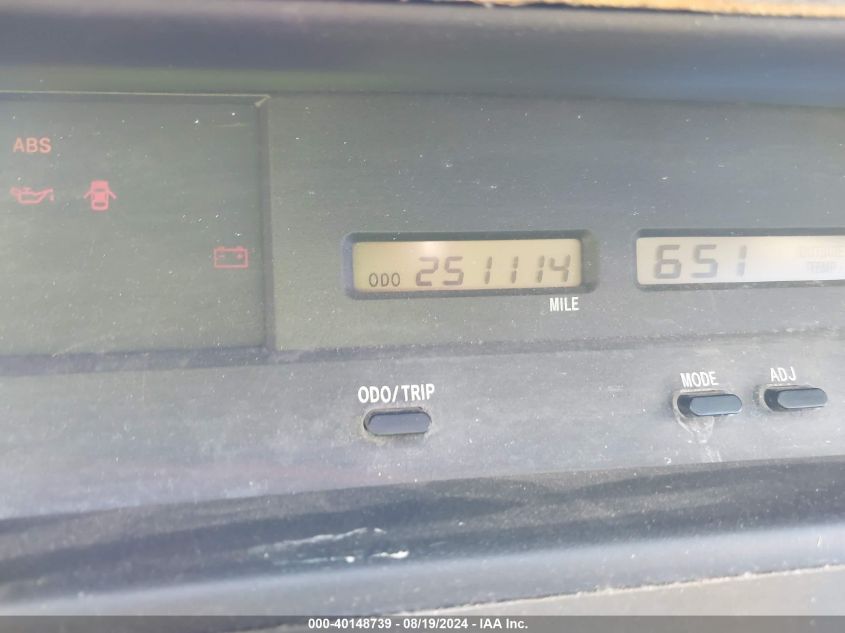 ABS
ODO 251114
651
MILE
ODO/TRIP
MODE
ADJ
000-40148739 - 08/19/2024 - IAA Inc.